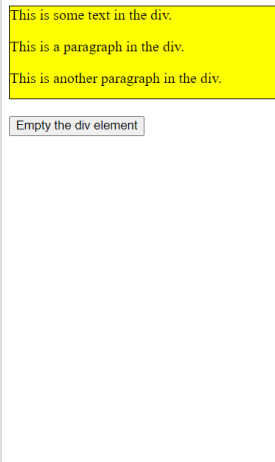 This is some text in the div.
This is a paragraph in the div.
This is another paragraph in the div.
Empty the div element